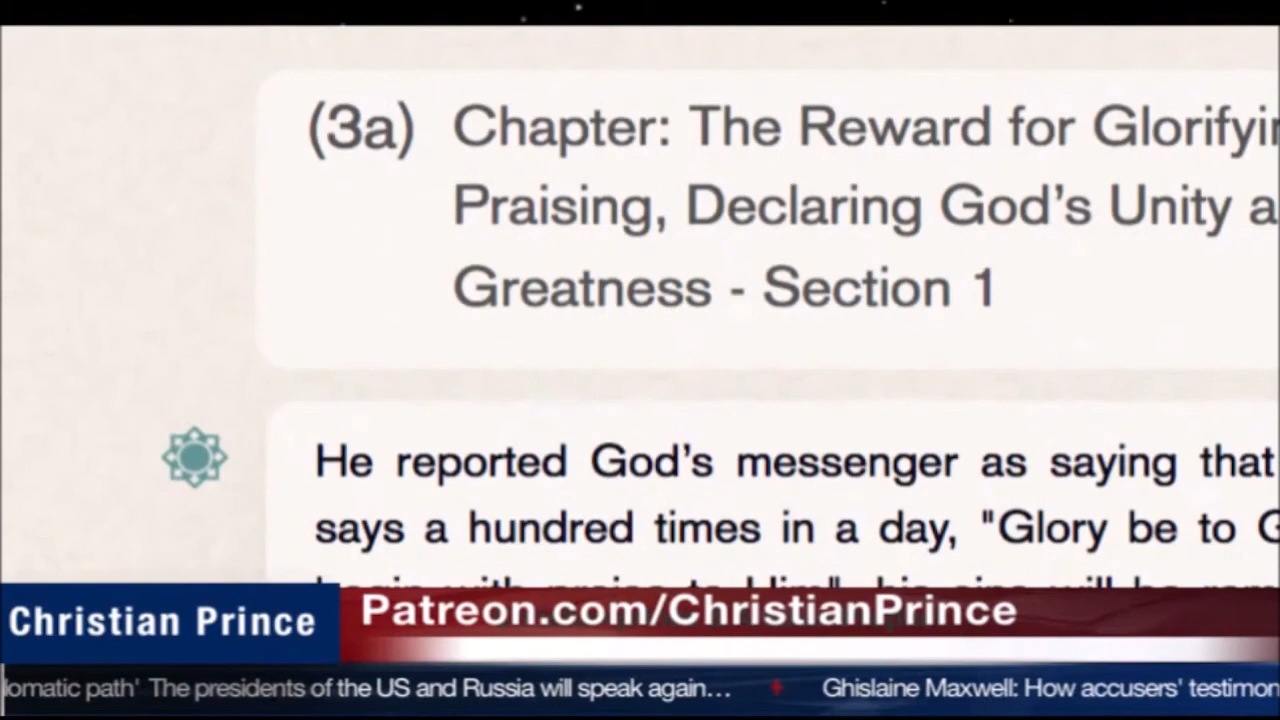 (3a) Chapter: The Reward for Glorifyin
Praising, Declaring God's Unity a
Greatness - Section 1
He reported God's messenger as saying that
says a hundred times in a day, "Glory be to G
Christian Prince
Patreon.com/ChristianPrince
lomatic path' The presidents of the US and Russia will speak again... Ghislaine Maxwell: How accusers' testimon